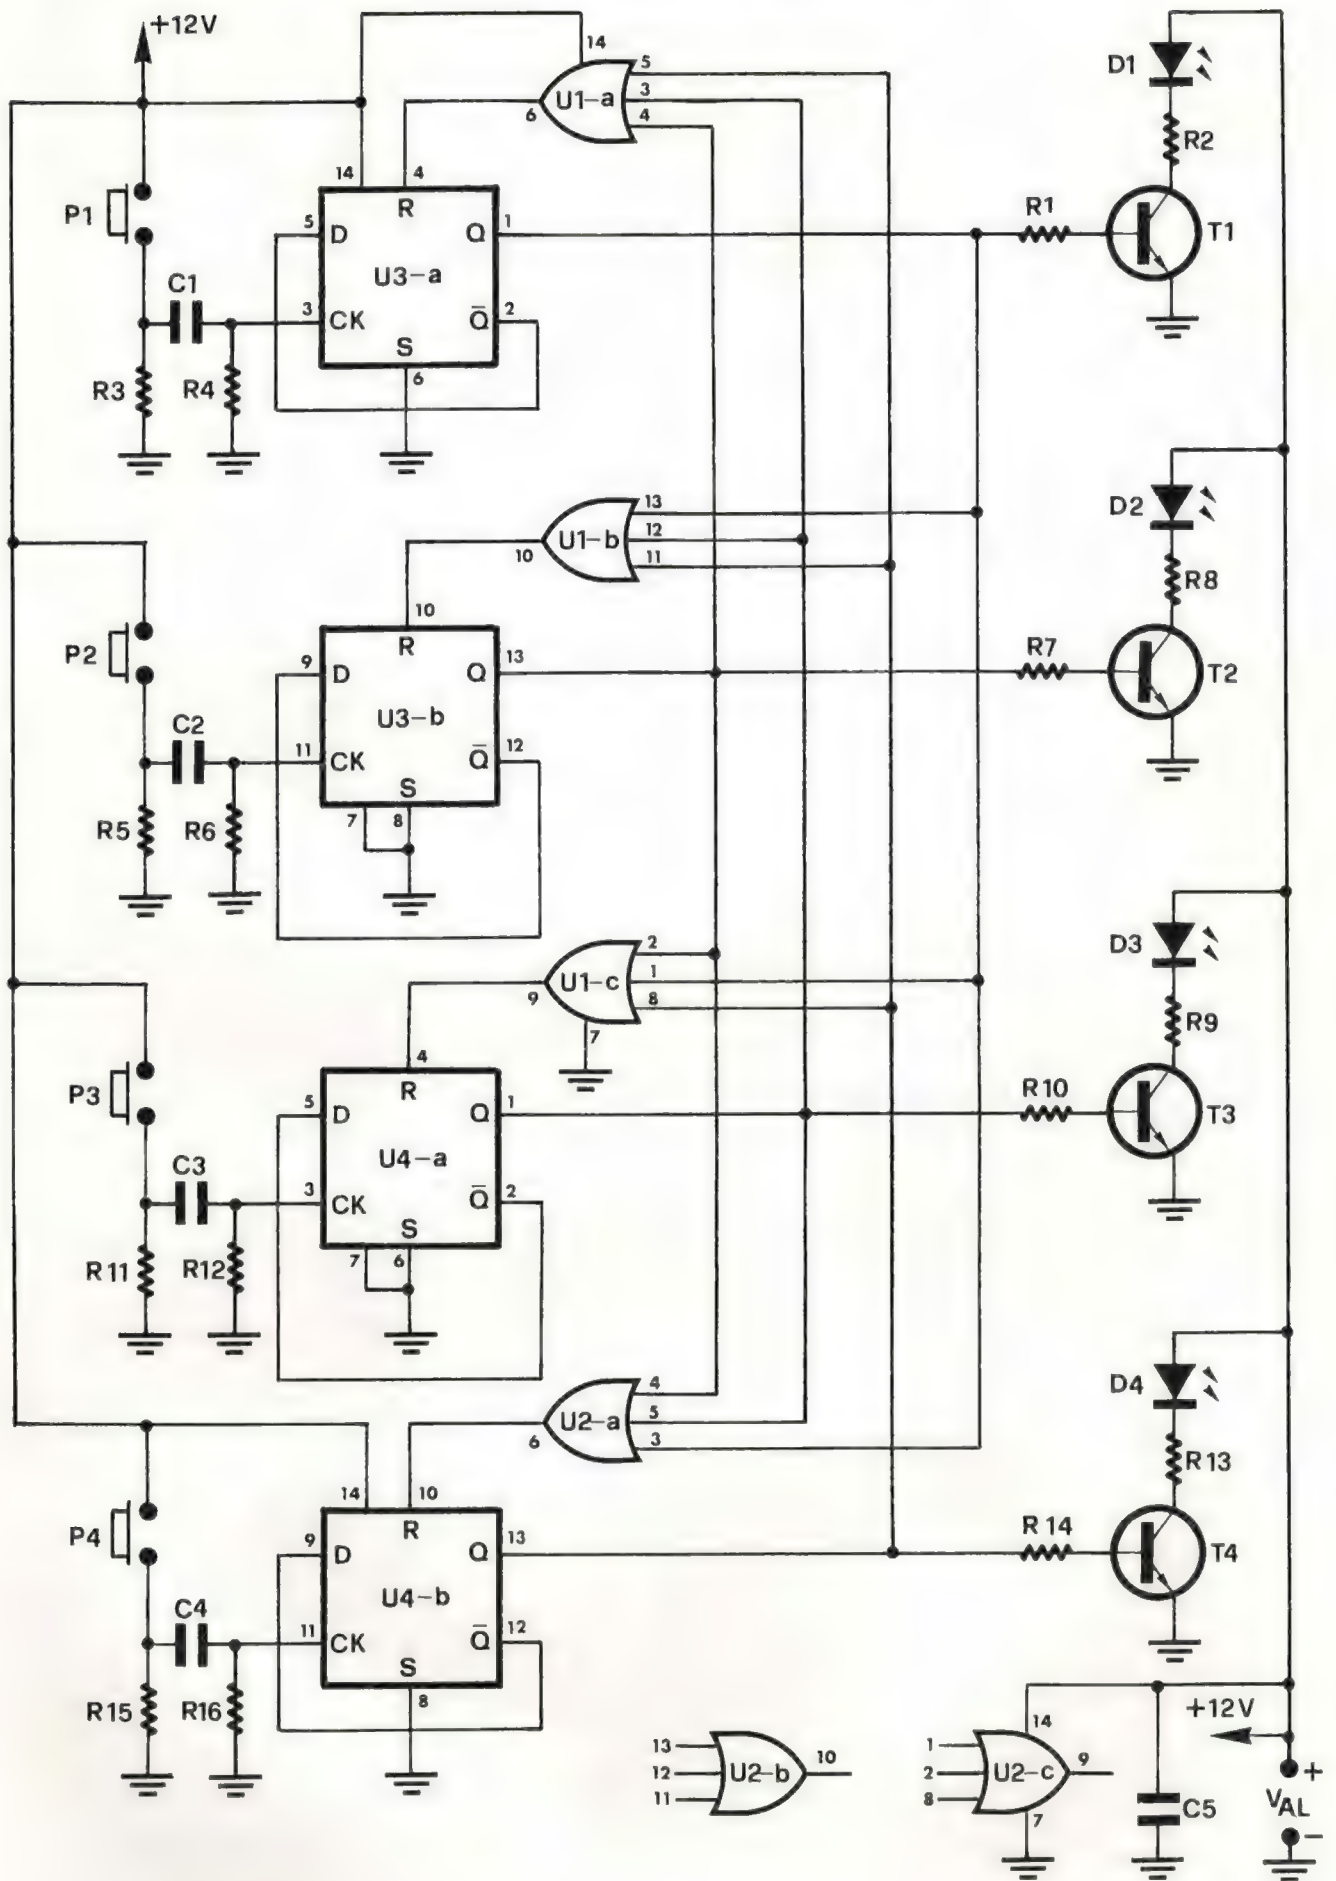 +12V
14
5
3
4
U1-a
6
D1
R2
14
4
P1
R
5
D
Q
1
R1
T1
U3-a
C1
3
CK
Q̅
2
S
6
R3
R4
13
12
11
U1-b
10
D2
R8
10
P2
R
9
D
Q
13
R7
T2
U3-b
C2
11
CK
Q̅
12
S
7
8
R5
R6
2
1
8
U1-c
9
7
D3
R9
4
P3
R
5
D
Q
1
R10
T3
U4-a
C3
3
CK
Q̅
2
S
7
6
R11
R12
4
5
3
U2-a
6
D4
R13
14
10
P4
R
9
D
Q
13
R14
T4
U4-b
C4
11
CK
Q̅
12
S
8
R15
R16
13
12
11
U2-b
10
14
1
2
8
U2-c
9
7
C5
+12V
+
VAL
-